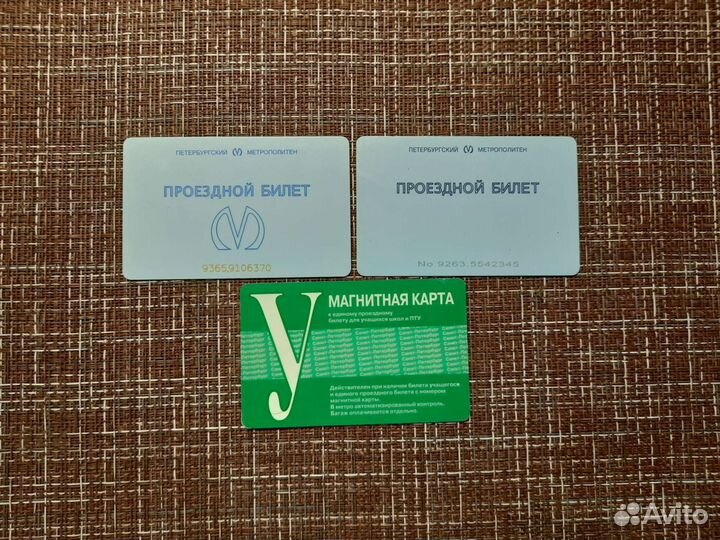 ПЕТЕРБУРГСКИЙ МЕТРОПОЛИТЕН
ПРОЕЗДНОЙ БИЛЕТ
9365,9106370
ПЕТЕРБУРГСКИЙ МЕТРОПОЛИТЕН
ПРОЕЗДНОЙ БИЛЕТ
No 9263.5542345
У
МАГНИТНАЯ КАРТА
к единому проездному
билету для учащихся школ и ПТУ
Санкт-Петербург
Действителен при наличии билета учащегося
и единого проездного билета с номером
магнитной карты.
В метро автоматизированный контроль.
Багаж оплачивается отдельно.
Avito